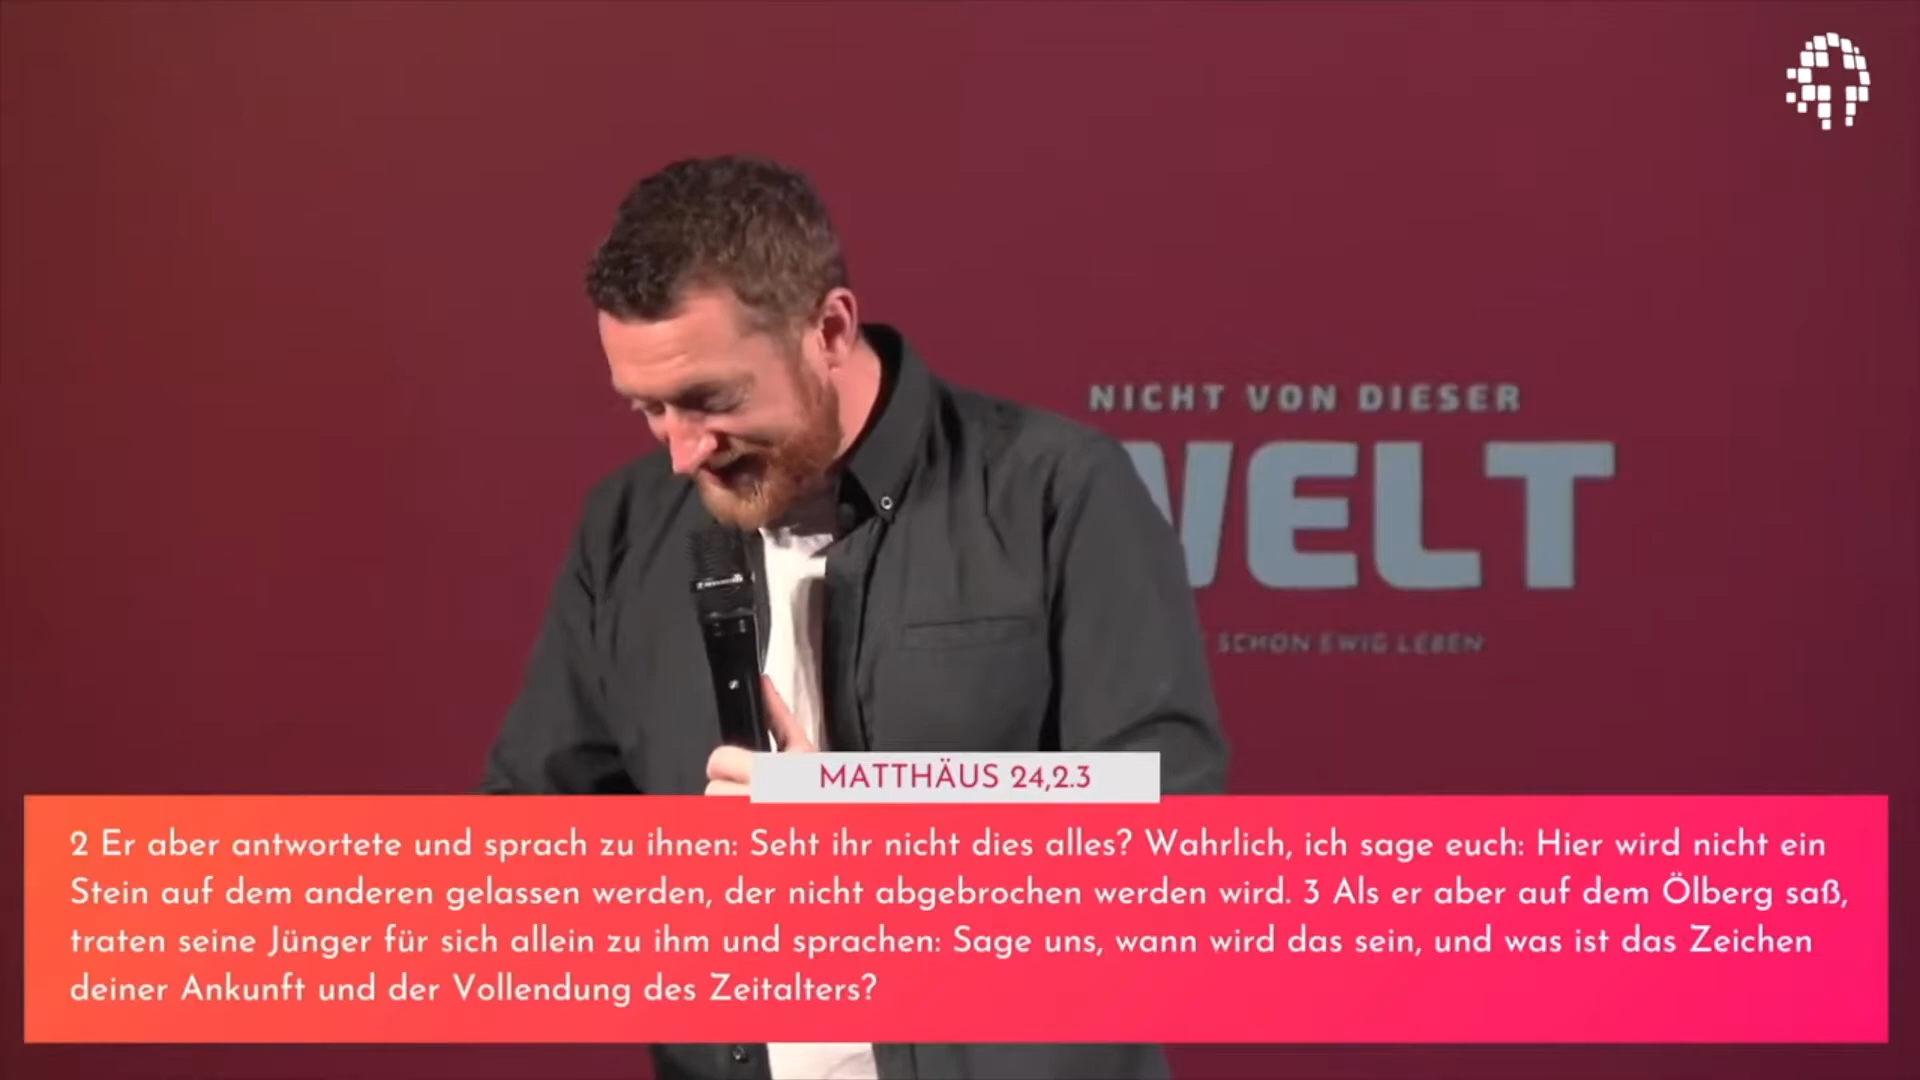 NICHT VON DIESER
WELT
SCHON EWIG LEBEN
MATTHÄUS 24,2.3
2 Er aber antwortete und sprach zu ihnen: Seht ihr nicht dies alles? Wahrlich, ich sage euch: Hier wird nicht ein
Stein auf dem anderen gelassen werden, der nicht abgebrochen werden wird. 3 Als er aber auf dem Ölberg saß,
traten seine Jünger für sich allein zu ihm und sprachen: Sage uns, wann wird das sein, und was ist das Zeichen
deiner Ankunft und der Vollendung des Zeitalters?